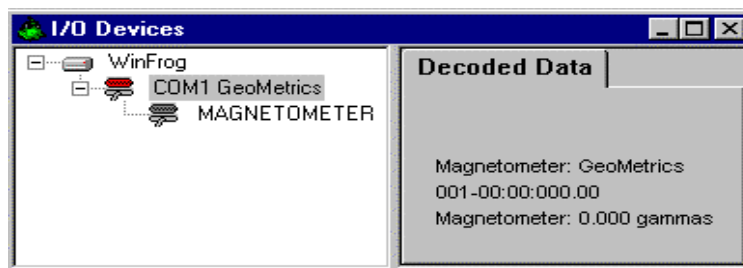 I/O Devices
WinFrog
COM1 GeoMetrics
MAGNETOMETER
Decoded Data
Magnetometer: GeoMetrics
001-00:00:000.00
Magnetometer: 0.000 gammas